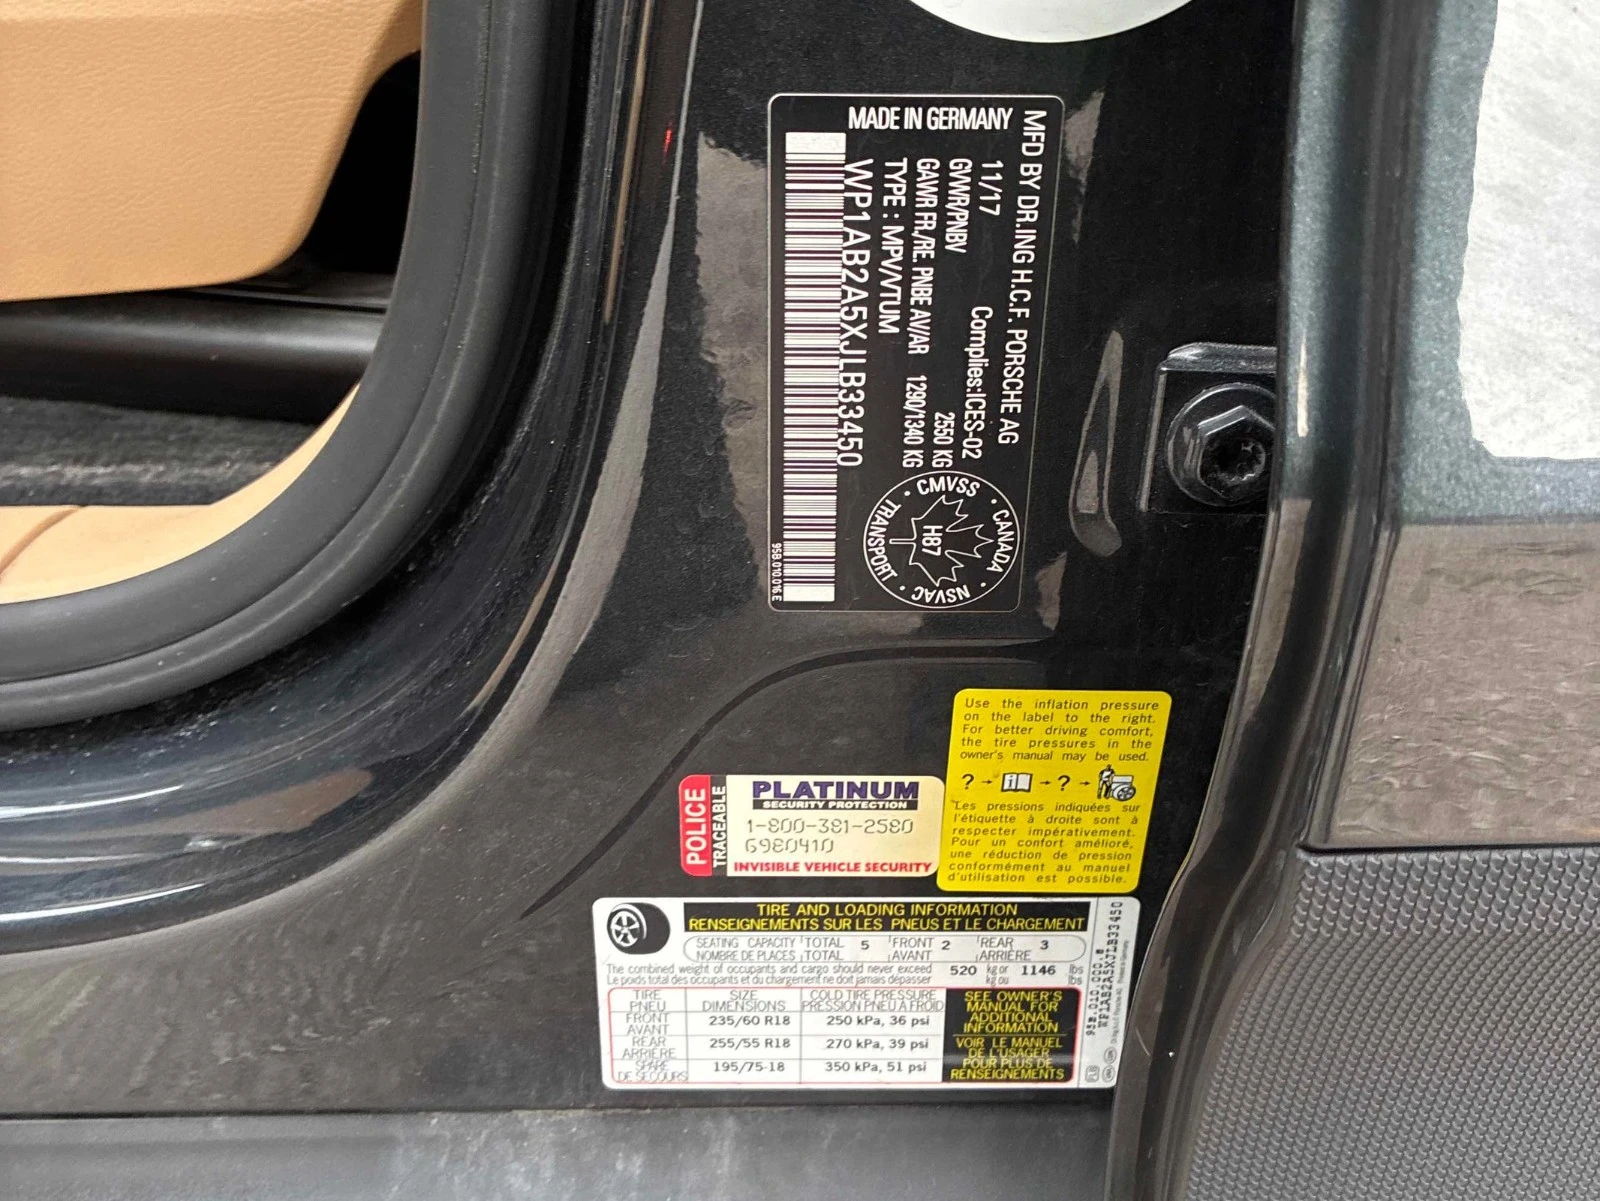 MFD BY DR.ING H.C.F. PORSCHE AG
MADE IN GERMANY
11/17 Complies:ICES-02
GVWR/PNBV 2550 KG
GAWR FR./RE. PNBE AV/AR 1290/1340 KG
TYPE : MPV/VTUM
WP1AB2A5XJLB33450
95B.010.016.E
CMVSS · CANADA · NSVAC · TRANSPORT ·
H87
Use the inflation pressure
on the label to the right.
For better driving comfort,
the tire pressures in the
owner's manual may be used.
? - i - ? -
Les pressions indiquées sur
l'étiquette à droite sont à
respecter impérativement.
Pour un confort amélioré,
une réduction de pression
conformément au manuel
d'utilisation est possible.
POLICE
TRACEABLE
PLATINUM
SECURITY PROTECTION
1-800-381-2580
G980410
INVISIBLE VEHICLE SECURITY
TIRE AND LOADING INFORMATION
RENSEIGNEMENTS SUR LES PNEUS ET LE CHARGEMENT
SEATING CAPACITY TOTAL 5 FRONT 2 REAR 3
NOMBRE DE PLACES TOTAL AVANT ARRIÈRE
The combined weight of occupants and cargo should never exceed 520 kg or 1146 lbs
Le poids total des occupants et du chargement ne doit jamais dépasser kg ou lbs
TIRE SIZE COLD TIRE PRESSURE
PNEU DIMENSIONS PRESSION PNEU A FROID
FRONT 235/60 R18 250 kPa, 36 psi
AVANT
REAR 255/55 R18 270 kPa, 39 psi
ARRIÈRE
SPARE 195/75-18 350 kPa, 51 psi
DE SECOURS
SEE OWNER'S
MANUAL FOR
ADDITIONAL
INFORMATION
VOIR LE MANUEL
DE L'USAGER
POUR PLUS DE
RENSEIGNEMENTS
95B.010.000.B
WP1AB2A5XJLB33450